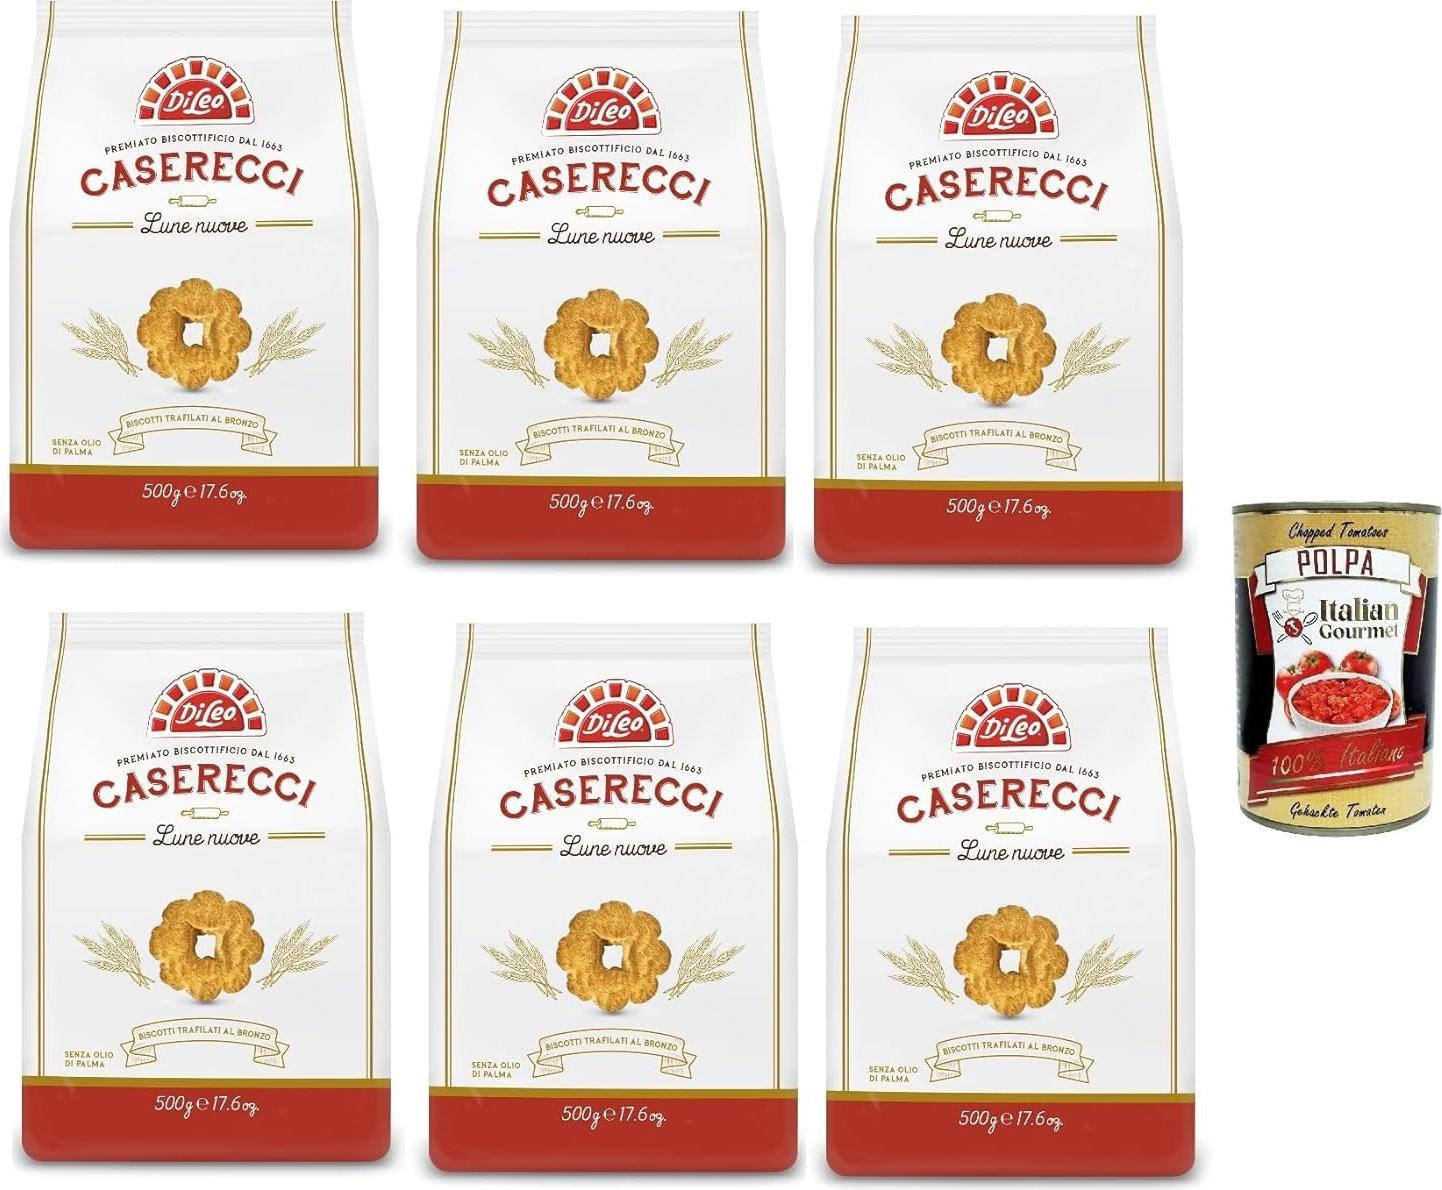 DiLeo
PREMIATO BISCOTTIFICIO DAL 1663
CASERECCI
Lune nuove
BISCOTTI TRAFILATI AL BRONZO
SENZA OLIO
DI PALMA
500g e 17.6 oz.
DiLeo
PREMIATO BISCOTTIFICIO DAL 1663
CASERECCI
Lune nuove
BISCOTTI TRAFILATI AL BRONZO
SENZA OLIO
DI PALMA
500g e 17.6 oz.
DiLeo
PREMIATO BISCOTTIFICIO DAL 1663
CASERECCI
Lune nuove
BISCOTTI TRAFILATI AL BRONZO
SENZA OLIO
DI PALMA
500g e 17.6 oz.
Chopped Tomatoes
POLPA
Italian
Gourmet
100% Italiano
Gehackte Tomaten
DiLeo
PREMIATO BISCOTTIFICIO DAL 1663
CASERECCI
Lune nuove
BISCOTTI TRAFILATI AL BRONZO
SENZA OLIO
DI PALMA
500g e 17.6 oz.
DiLeo
PREMIATO BISCOTTIFICIO DAL 1663
CASERECCI
Lune nuove
BISCOTTI TRAFILATI AL BRONZO
SENZA OLIO
DI PALMA
500g e 17.6 oz.
DiLeo
PREMIATO BISCOTTIFICIO DAL 1663
CASERECCI
Lune nuove
BISCOTTI TRAFILATI AL BRONZO
SENZA OLIO
DI PALMA
500g e 17.6 oz.